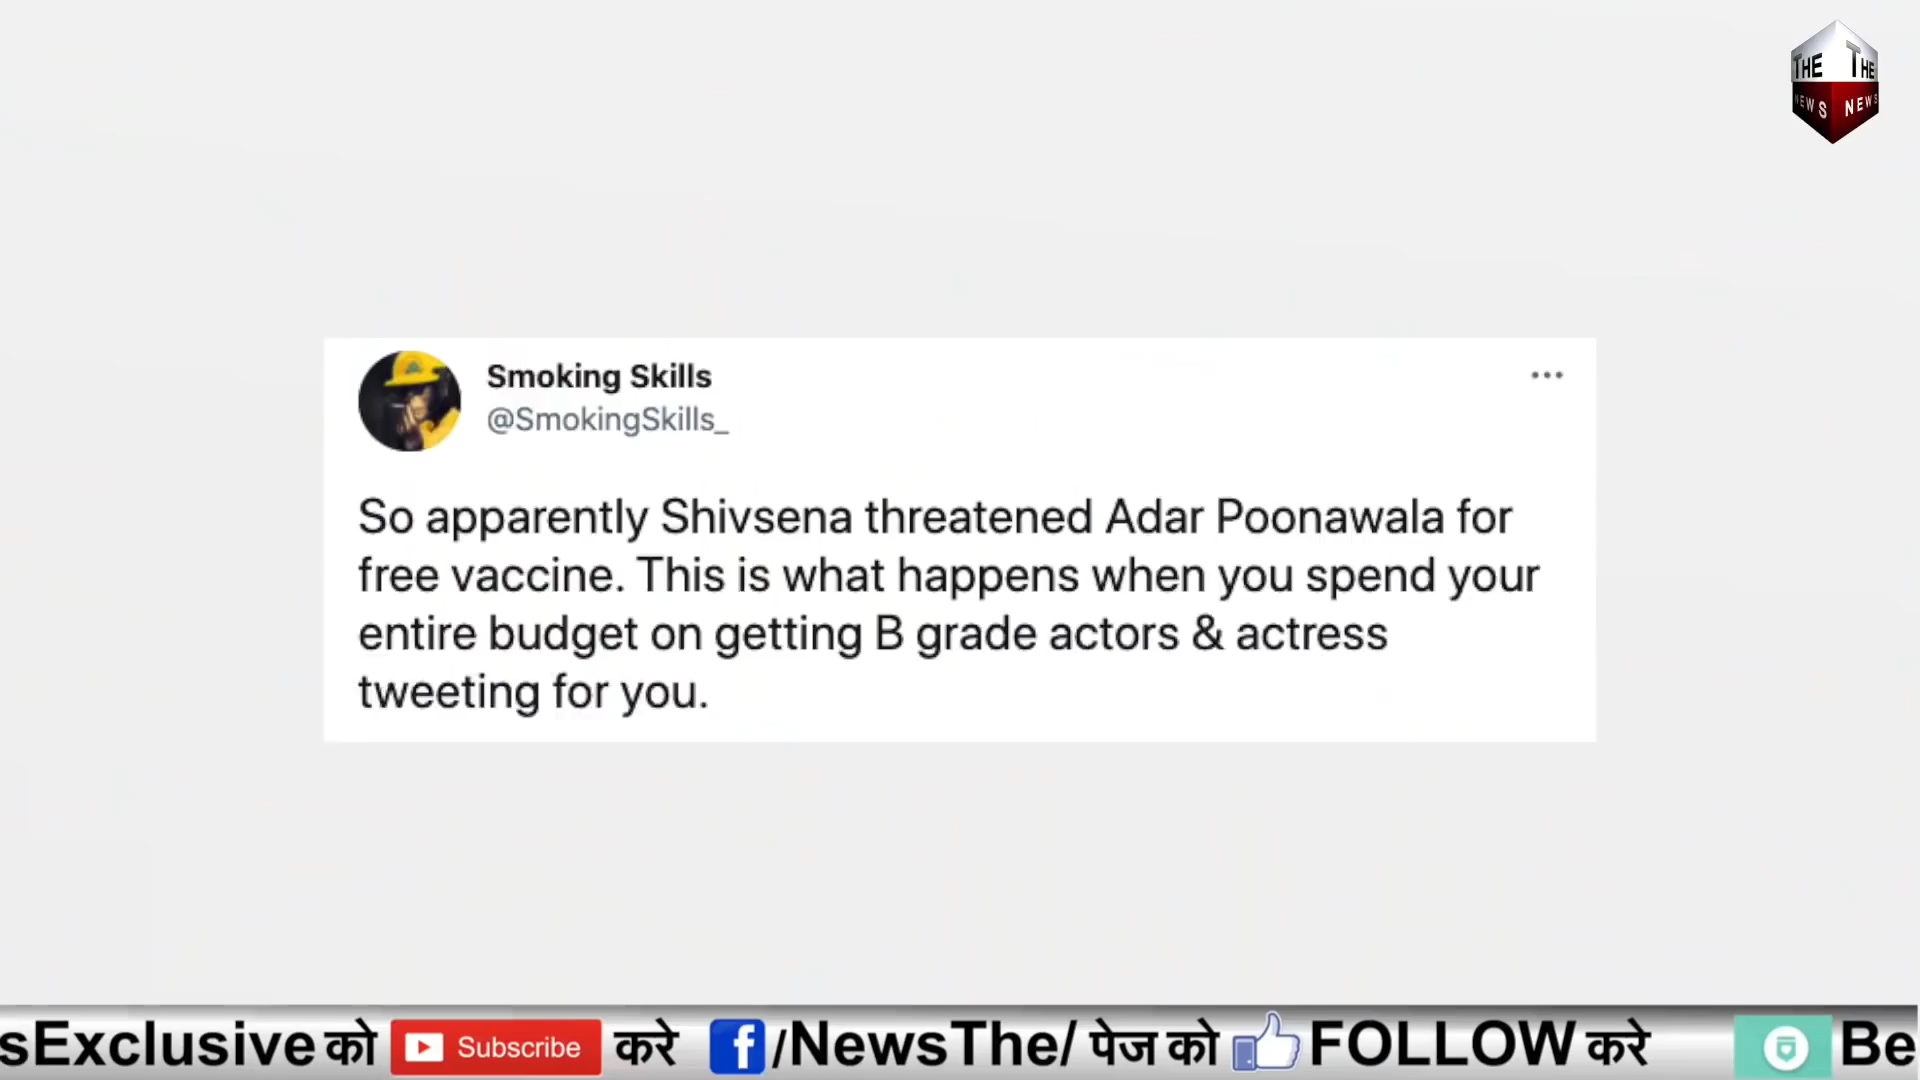 THE THE
NEWS NEWS
Smoking Skills
@SmokingSkills_
So apparently Shivsena threatened Adar Poonawala for
free vaccine. This is what happens when you spend your
entire budget on getting B grade actors & actress
tweeting for you.
sExclusive को Subscribe करे f/NewsThe/ पेज को FOLLOW करे Be